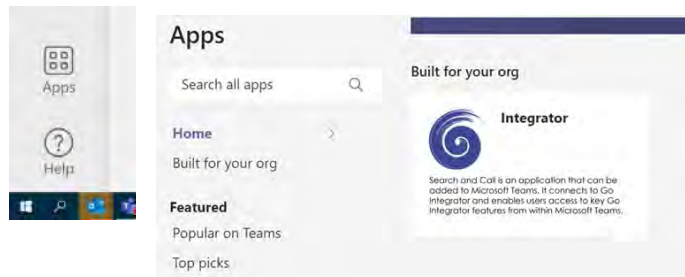 Apps
Help
Apps
Search all apps
Home
Built for your org
Featured
Popular on Teams
Top picks
Built for your org
Integrator
Search and Call is an application that can be
added to Microsoft Teams. It connects to Go
Integrator and enables users access to key Go
Integrator features from within Microsoft Teams.